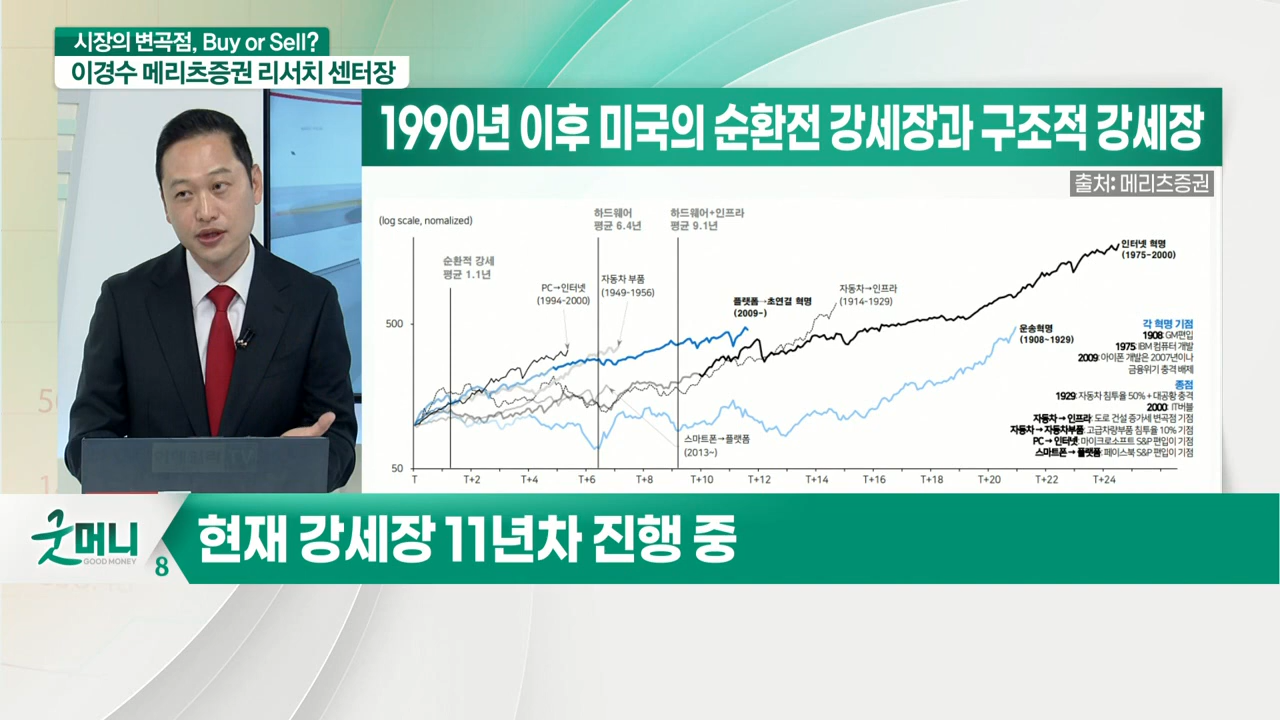 시장의 변곡점, Buy or Sell?
이경수 메리츠증권 리서치 센터장
1990년 이후 미국의 순환전 강세장과 구조적 강세장
출처: 메리츠증권
(log scale, nomalized)
하드웨어
평균 6.4년
하드웨어+인프라
평균 9.1년
순환적 강세
평균 1.1년
PC→인터넷
(1994-2000)
자동차 부품
(1949-1956)
플랫폼→초연결 혁명
(2009~)
자동차→인프라
(1914-1929)
인터넷 혁명
(1975-2000)
운송혁명
(1908~1929)
스마트폰→플랫폼
(2013~)
각 혁명 기점
1908: GM편입
1975: IBM 컴퓨터 개발
2009: 아이폰 개발은 2007년이나
금융위기 충격 배제
종점
1929: 자동차 침투율 50% + 대공황 충격
2000: IT버블
자동차 → 인프라: 도로 건설 증가세 변곡점 기점
자동차 → 자동차부품: 고급차량부품 침투율 10% 기점
PC → 인터넷: 마이크로소프트 S&P 편입이 기점
스마트폰 → 플랫폼: 페이스북 S&P 편입이 기점
500
50
T T+2 T+4 T+6 T+8 T+10 T+12 T+14 T+16 T+18 T+20 T+22 T+24
굿머니
GOOD MONEY
8
현재 강세장 11년차 진행 중